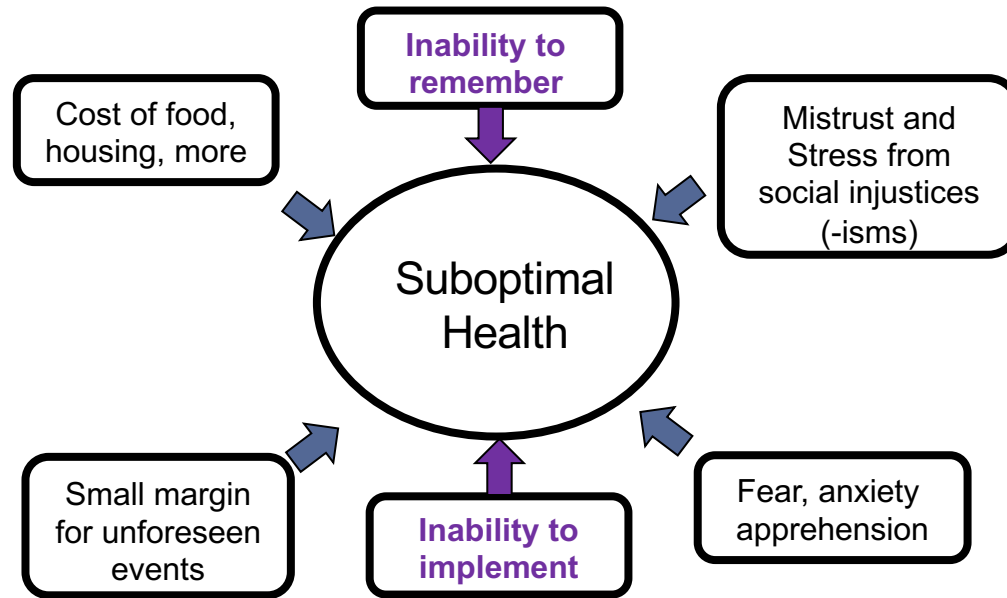 Inability to
remember
Cost of food,
housing, more
Mistrust and
Stress from
social injustices
(-isms)
Suboptimal
Health
Small margin
for unforeseen
events
Inability to
implement
Fear, anxiety
apprehension